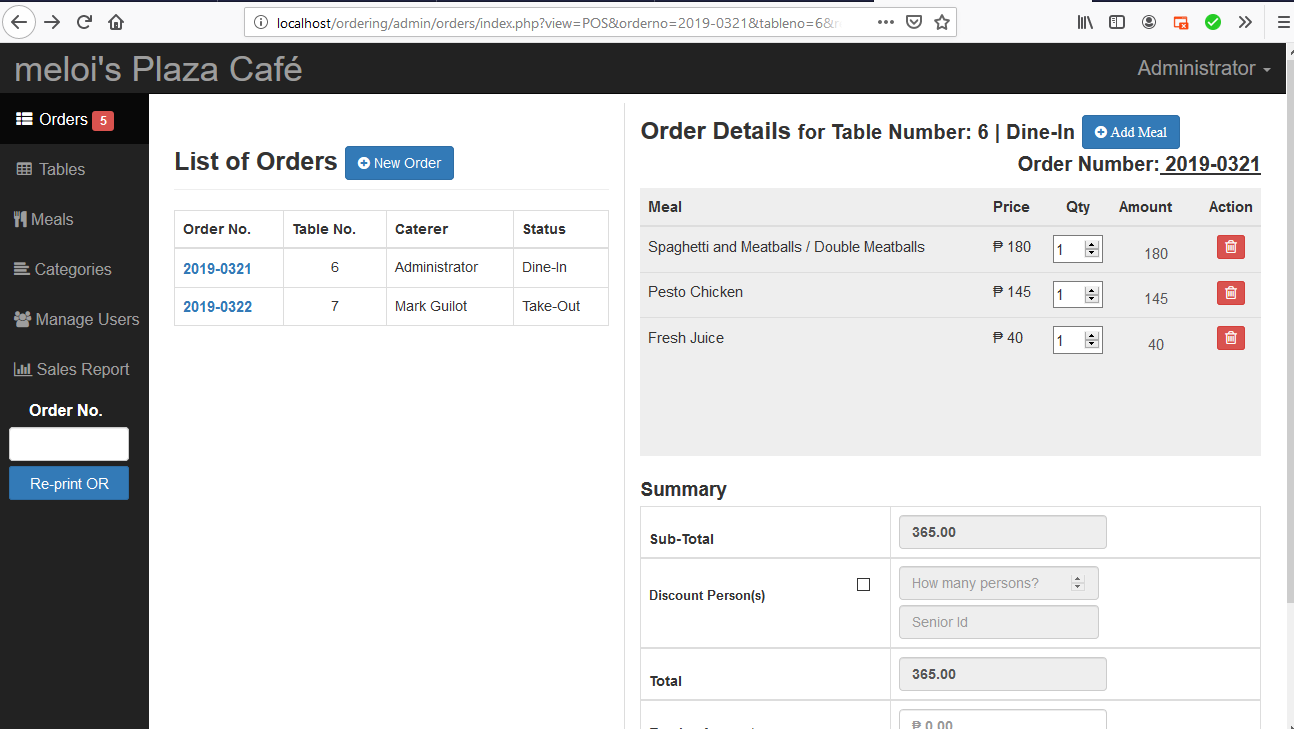 localhost/ordering/admin/orders/index.php?view=POS&orderno=2019-0321&tableno=6&
meloi's Plaza Café
Administrator
Orders 5
Tables
Meals
Categories
Manage Users
Sales Report
Order No.
Re-print OR
List of Orders New Order
Order No. Table No. Caterer Status
2019-0321 6 Administrator Dine-In
2019-0322 7 Mark Guilot Take-Out
Order Details for Table Number: 6 | Dine-In Add Meal
Order Number: 2019-0321
Meal Price Qty Amount Action
Spaghetti and Meatballs / Double Meatballs ₱ 180 1 180
Pesto Chicken ₱ 145 1 145
Fresh Juice ₱ 40 1 40
Summary
Sub-Total 365.00
Discount Person(s) How many persons?
Senior Id
Total 365.00
₱ 0.00